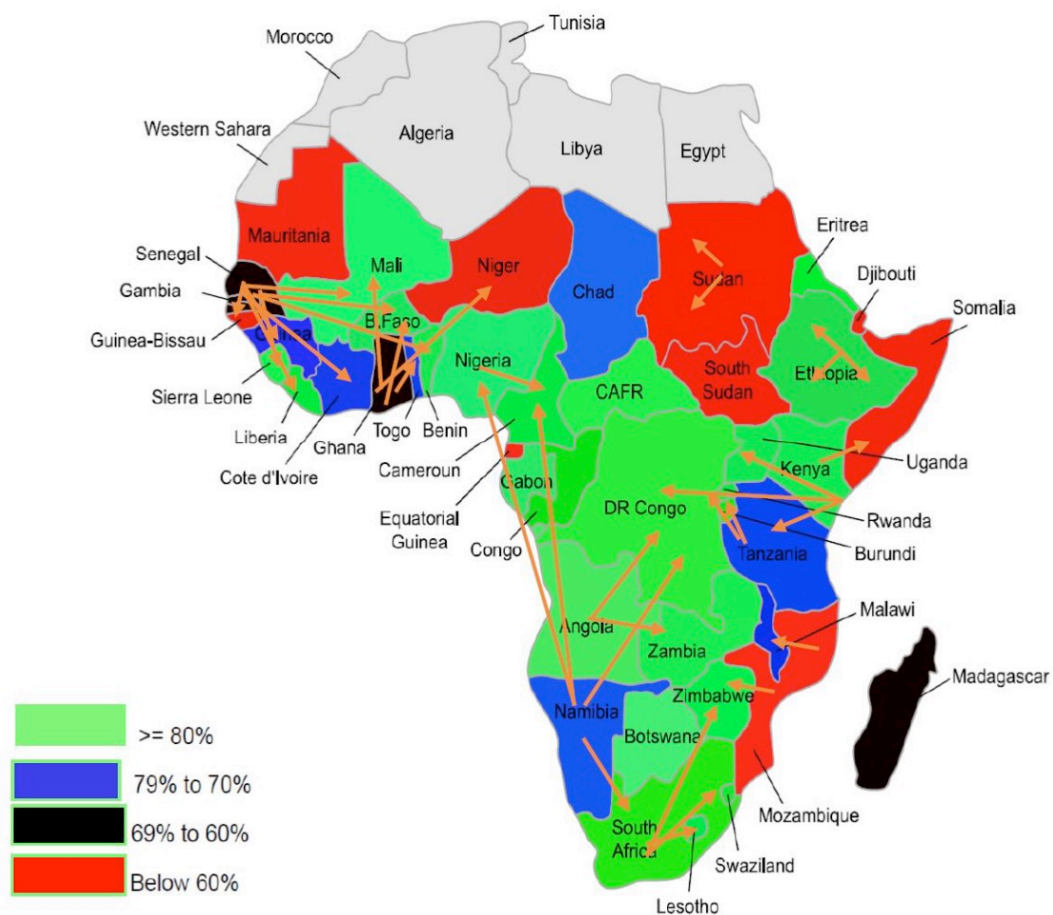 Tunisia
Morocco
Western Sahara
Algeria
Libya
Egypt
Mauritania
Mali
Niger
Chad
Sudan
Eritrea
Djibouti
Somalia
Senegal
Gambia
Guinea-Bissau
Guinea
B.Faso
Nigeria
South
Sudan
Ethiopia
Sierra Leone
Liberia
Cote d'Ivoire
Ghana
Togo
Benin
Cameroun
CAFR
Uganda
Kenya
Equatorial
Guinea
Gabon
Congo
DR Congo
Rwanda
Burundi
Tanzania
Malawi
Angola
Zambia
Madagascar
Namibia
Zimbabwe
Botswana
Mozambique
South
Africa
Swaziland
Lesotho
>= 80%
79% to 70%
69% to 60%
Below 60%